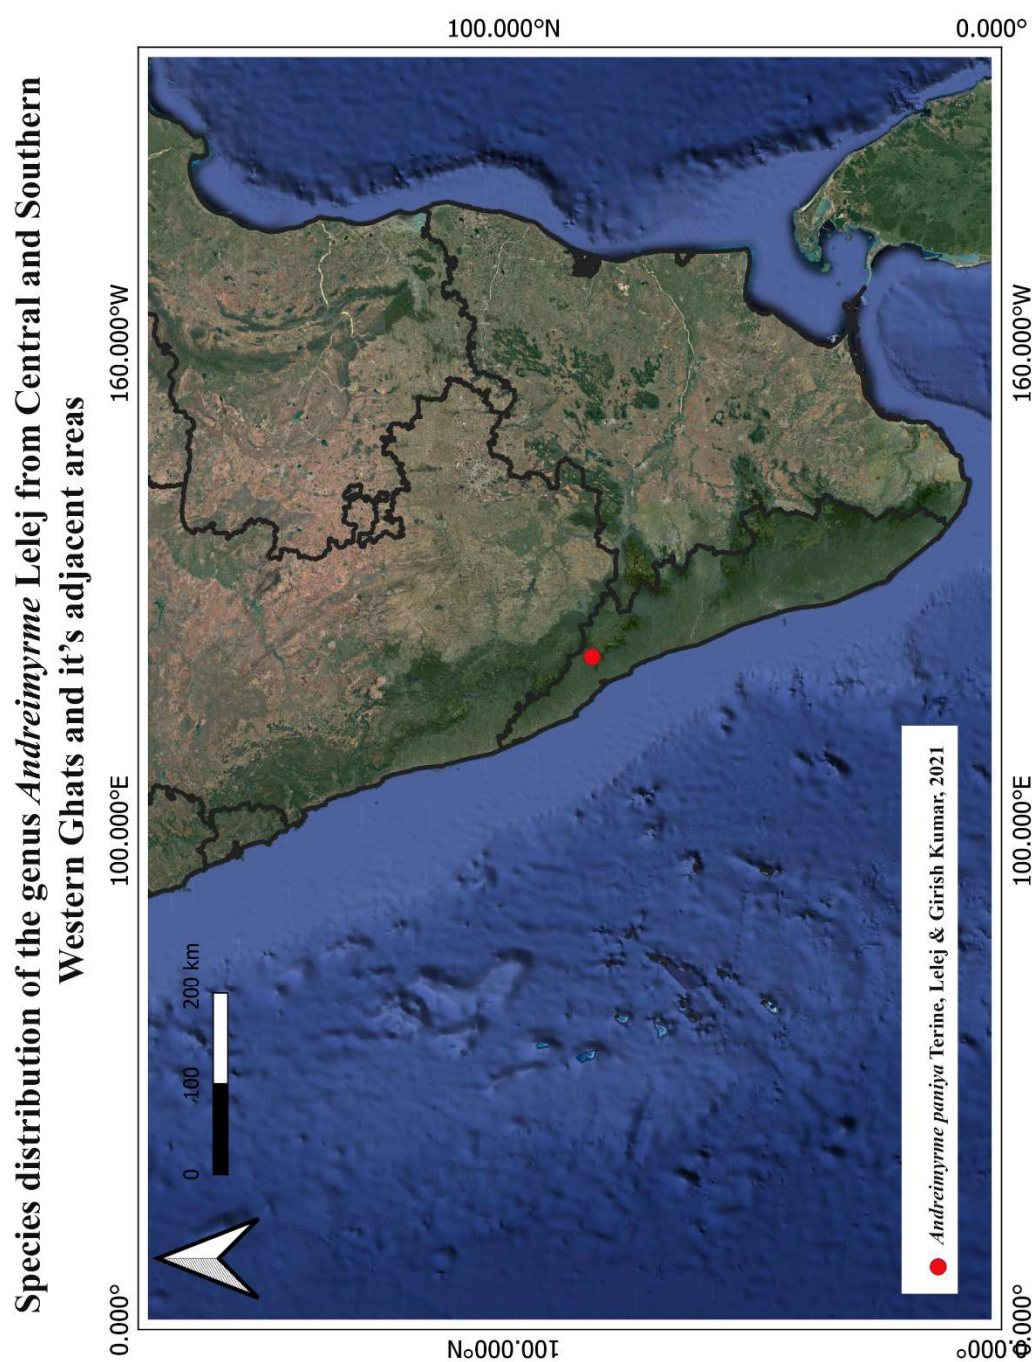 Species distribution of the genus Andreimyrme Lelej from Central and Southern
Western Ghats and it's adjacent areas
0.000°
100.000°E
160.000°W
100.000°N
100.000°N
0.000°
0 100 200 km
Andreimyrme paniya Terine, Lelej & Girish Kumar, 2021
0.000°
0.000°
100.000°E
160.000°W